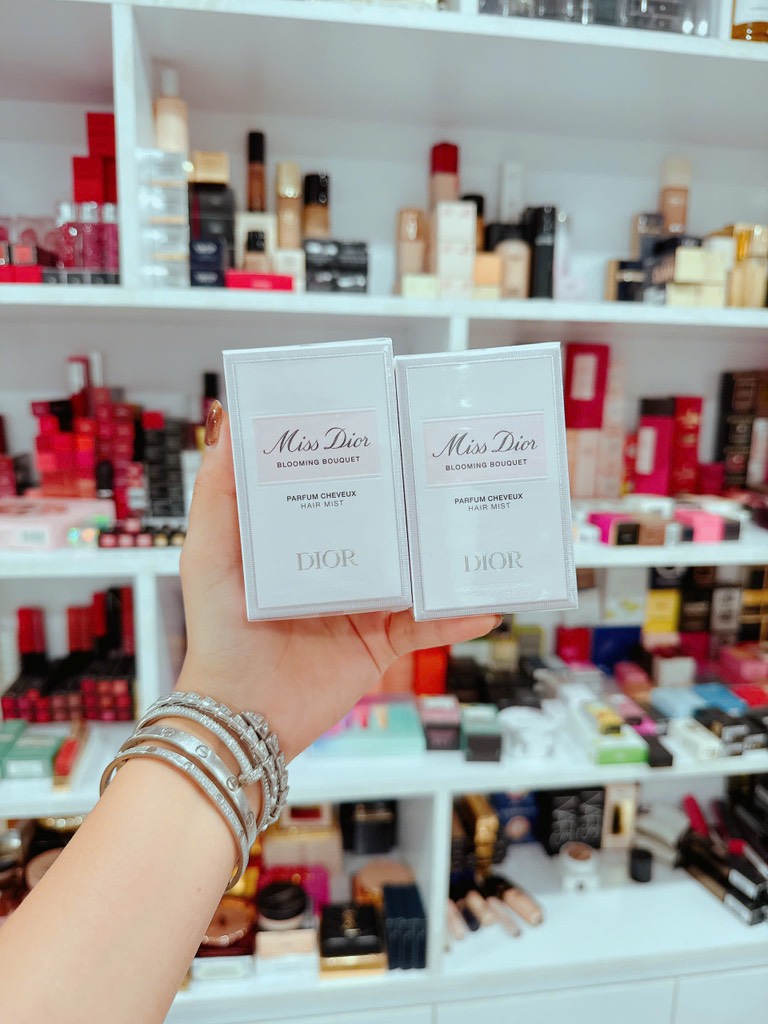 Miss Dior
BLOOMING BOUQUET
PARFUM CHEVEUX
HAIR MIST
DIOR
Miss Dior
BLOOMING BOUQUET
PARFUM CHEVEUX
HAIR MIST
DIOR